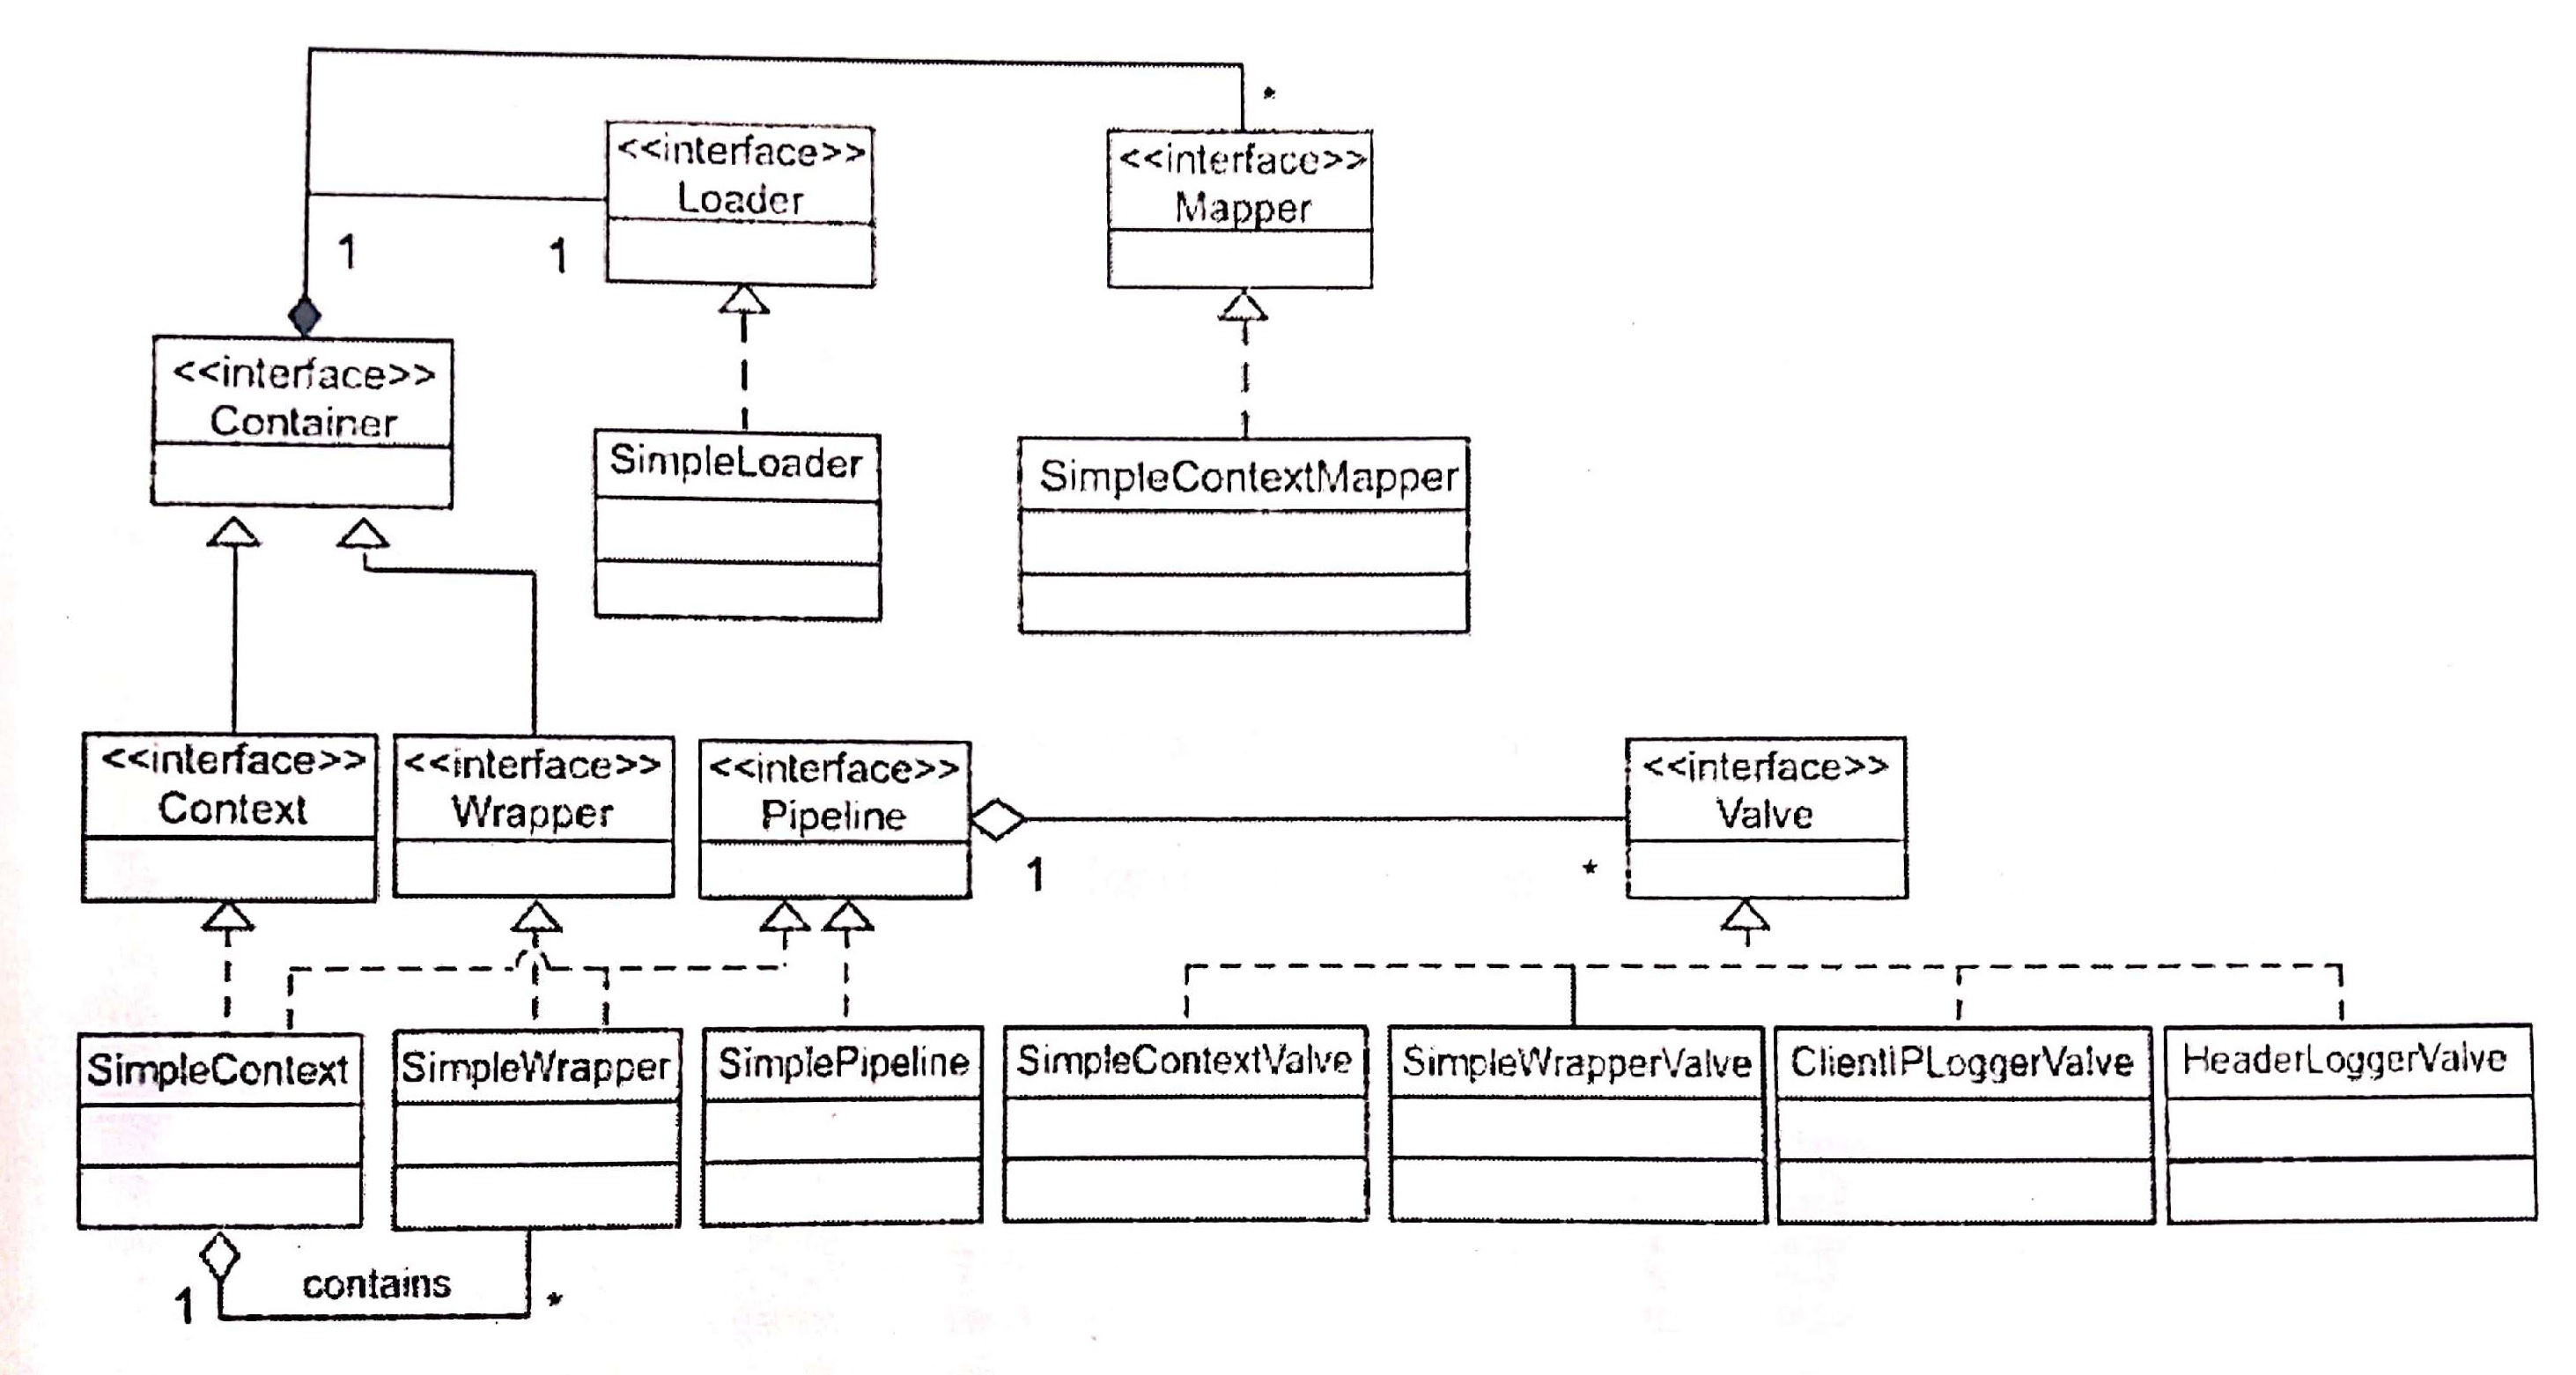 *
<<interface>>
Loader
<<interface>>
Mapper
1
1
<<interface>>
Container
SimpleLoader
SimpleContextMapper
<<interface>>
Context
<<interface>>
Wrapper
<<interface>>
Pipeline
<<interface>>
Valve
1
*
SimpleContext
SimpleWrapper
SimplePipeline
SimpleContextValve
SimpleWrapperValve
ClientIPLoggerValve
HeaderLoggerValve
1
contains
*